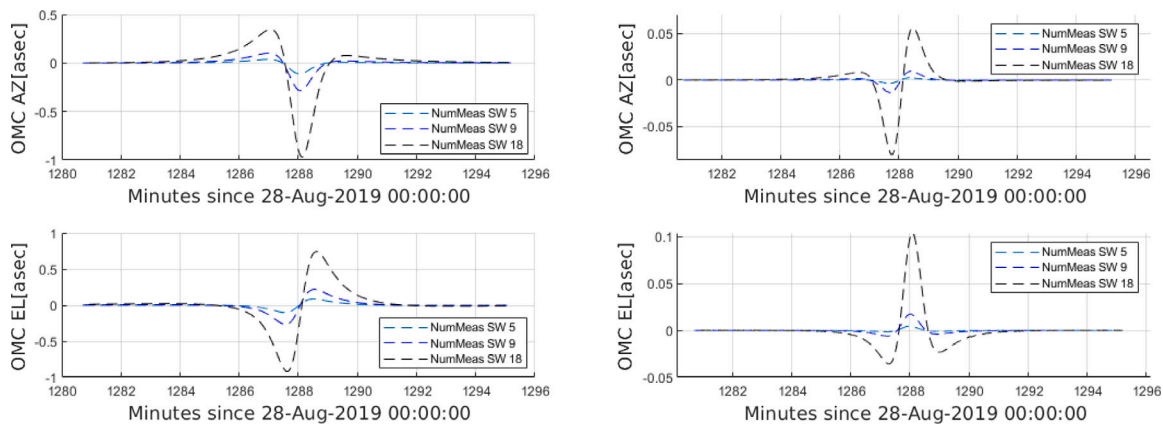 0.5
0
-0.5
-1
OMC AZ[asec]
NumMeas SW 5
NumMeas SW 9
NumMeas SW 18
1280 1282 1284 1286 1288 1290 1292 1294 1296
Minutes since 28-Aug-2019 00:00:00
0.05
0
-0.05
OMC AZ[asec]
NumMeas SW 5
NumMeas SW 9
NumMeas SW 18
1282 1284 1286 1288 1290 1292 1294 1296
Minutes since 28-Aug-2019 00:00:00
1
0.5
0
-0.5
-1
OMC EL[asec]
NumMeas SW 5
NumMeas SW 9
NumMeas SW 18
1280 1282 1284 1286 1288 1290 1292 1294 1296
Minutes since 28-Aug-2019 00:00:00
0.1
0.05
0
-0.05
OMC EL[asec]
NumMeas SW 5
NumMeas SW 9
NumMeas SW 18
1282 1284 1286 1288 1290 1292 1294 1296
Minutes since 28-Aug-2019 00:00:00